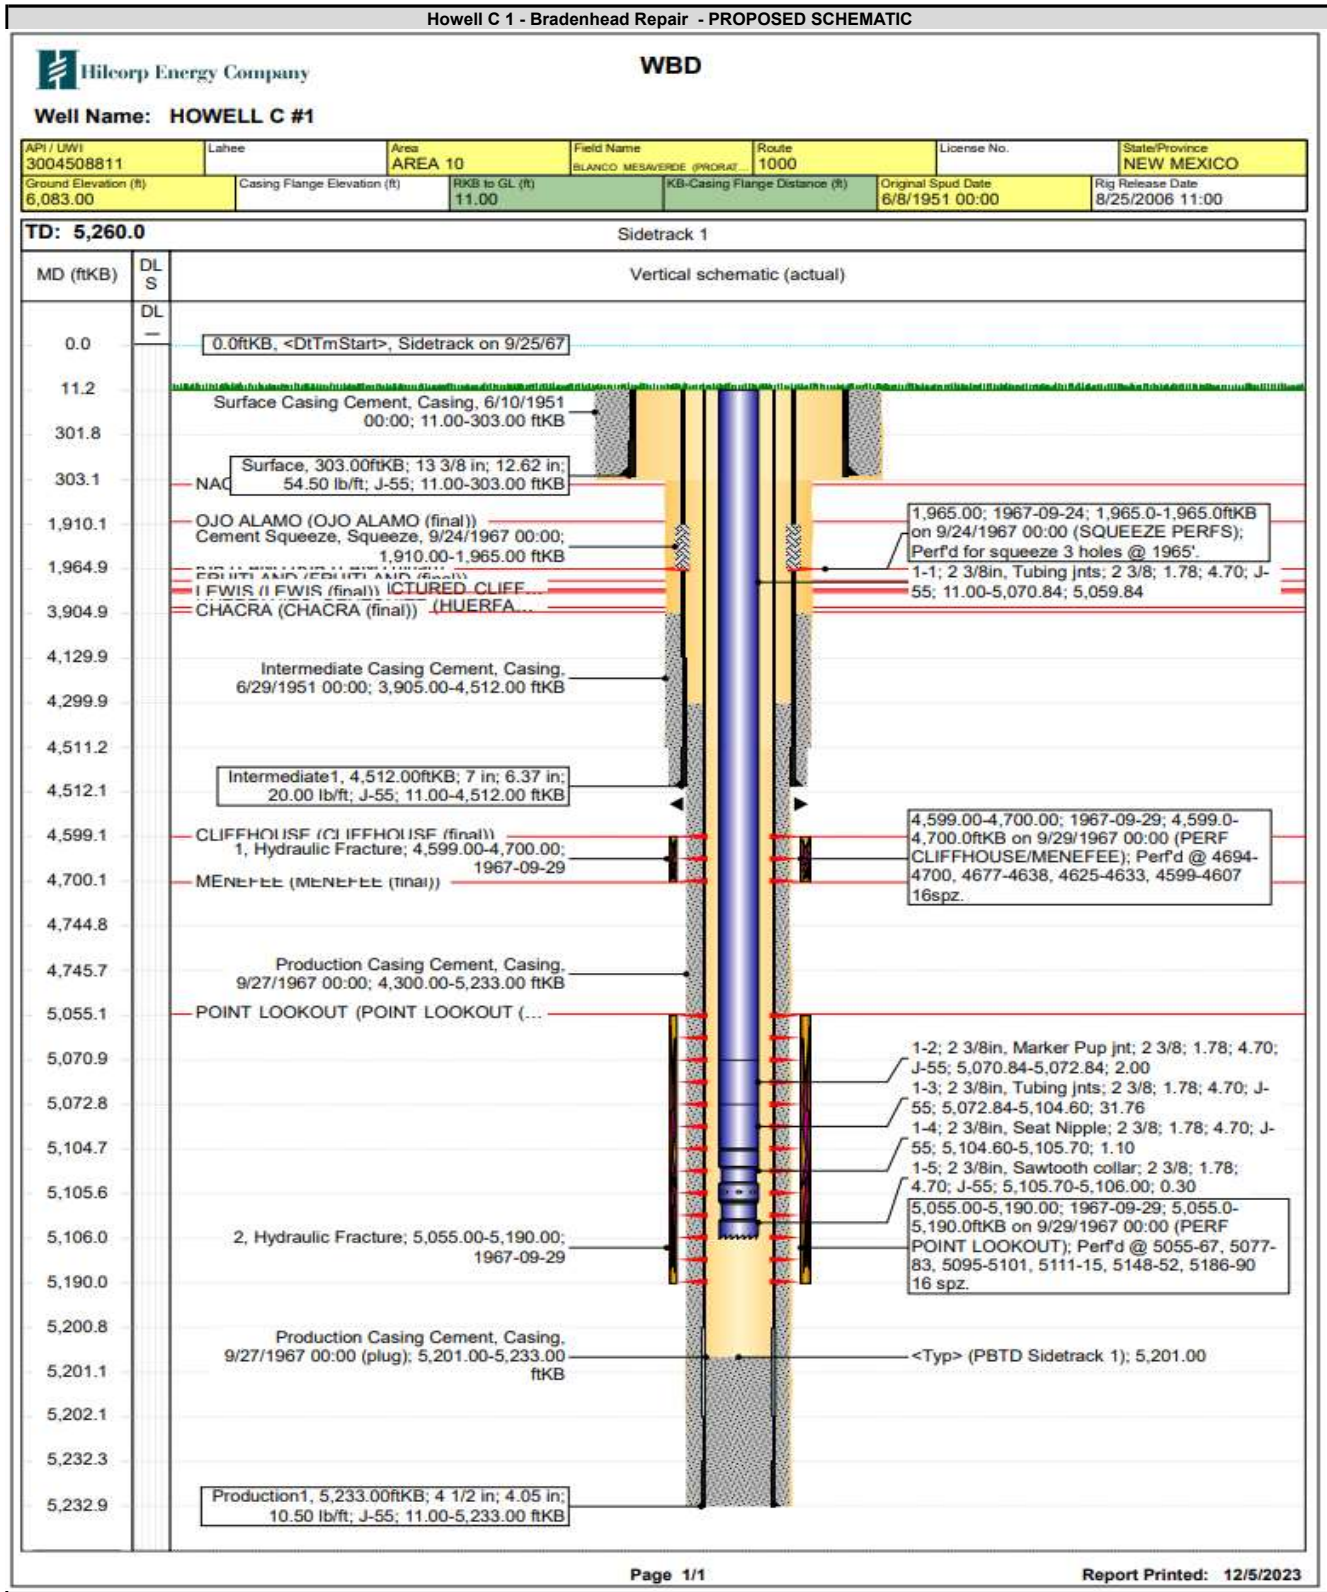 Howell C 1 - Bradenhead Repair - PROPOSED SCHEMATIC
Hilcorp Energy Company
WBD
Well Name: HOWELL C #1
API / UWI
3004508811
Lahee
Area
AREA 10
Field Name
BLANCO MESAVERDE (PRORAT...
Route
1000
License No.
State/Province
NEW MEXICO
Ground Elevation (ft)
6,083.00
Casing Flange Elevation (ft)
RKB to GL (ft)
11.00
KB-Casing Flange Distance (ft)
Original Spud Date
6/8/1951 00:00
Rig Release Date
8/25/2006 11:00
TD: 5,260.0
Sidetrack 1
MD (ftKB)
DL
S
Vertical schematic (actual)
DL
—
0.0
0.0ftKB, <DtTmStart>, Sidetrack on 9/25/67
11.2
Surface Casing Cement, Casing, 6/10/1951
00:00; 11.00-303.00 ftKB
301.8
Surface, 303.00ftKB; 13 3/8 in; 12.62 in;
54.50 lb/ft; J-55; 11.00-303.00 ftKB
303.1
NAC
1,910.1
OJO ALAMO (OJO ALAMO (final))
Cement Squeeze, Squeeze, 9/24/1967 00:00;
1,910.00-1,965.00 ftKB
1,965.00; 1967-09-24; 1,965.0-1,965.0ftKB
on 9/24/1967 00:00 (SQUEEZE PERFS);
Perf'd for squeeze 3 holes @ 1965'.
1,964.9
FRUITLAND (FRUITLAND (final))
LEWIS (LEWIS (final))
ICTURED CLIFF...
(HUERFA...
CHACRA (CHACRA (final))
1-1; 2 3/8in, Tubing jnts; 2 3/8; 1.78; 4.70; J-
55; 11.00-5,070.84; 5,059.84
3,904.9
4,129.9
Intermediate Casing Cement, Casing,
6/29/1951 00:00; 3,905.00-4,512.00 ftKB
4,299.9
4,511.2
Intermediate1, 4,512.00ftKB; 7 in; 6.37 in;
20.00 lb/ft; J-55; 11.00-4,512.00 ftKB
4,512.1
4,599.1
CLIFFHOUSE (CLIFFHOUSE (final))
1, Hydraulic Fracture; 4,599.00-4,700.00;
1967-09-29
4,599.00-4,700.00; 1967-09-29; 4,599.0-
4,700.0ftKB on 9/29/1967 00:00 (PERF
CLIFFHOUSE/MENEFEE); Perf'd @ 4694-
4700, 4677-4638, 4625-4633, 4599-4607
16spz.
4,700.1
MENEFEE (MENEFEE (final))
4,744.8
Production Casing Cement, Casing,
9/27/1967 00:00; 4,300.00-5,233.00 ftKB
4,745.7
5,055.1
POINT LOOKOUT (POINT LOOKOUT (...
5,070.9
1-2; 2 3/8in, Marker Pup jnt; 2 3/8; 1.78; 4.70;
J-55; 5,070.84-5,072.84; 2.00
5,072.8
1-3; 2 3/8in, Tubing jnts; 2 3/8; 1.78; 4.70; J-
55; 5,072.84-5,104.60; 31.76
5,104.7
1-4; 2 3/8in, Seat Nipple; 2 3/8; 1.78; 4.70; J-
55; 5,104.60-5,105.70; 1.10
5,105.6
1-5; 2 3/8in, Sawtooth collar; 2 3/8; 1.78;
4.70; J-55; 5,105.70-5,106.00; 0.30
5,106.0
2, Hydraulic Fracture; 5,055.00-5,190.00;
1967-09-29
5,055.00-5,190.00; 1967-09-29; 5,055.0-
5,190.0ftKB on 9/29/1967 00:00 (PERF
POINT LOOKOUT); Perf'd @ 5055-67, 5077-
83, 5095-5101, 5111-15, 5148-52, 5186-90
16 spz.
5,190.0
5,200.8
Production Casing Cement, Casing,
9/27/1967 00:00 (plug); 5,201.00-5,233.00
ftKB
<Typ> (PBTD Sidetrack 1); 5,201.00
5,201.1
5,202.1
5,232.3
5,232.9
Production1, 5,233.00ftKB; 4 1/2 in; 4.05 in;
10.50 lb/ft; J-55; 11.00-5,233.00 ftKB
Page 1/1
Report Printed: 12/5/2023